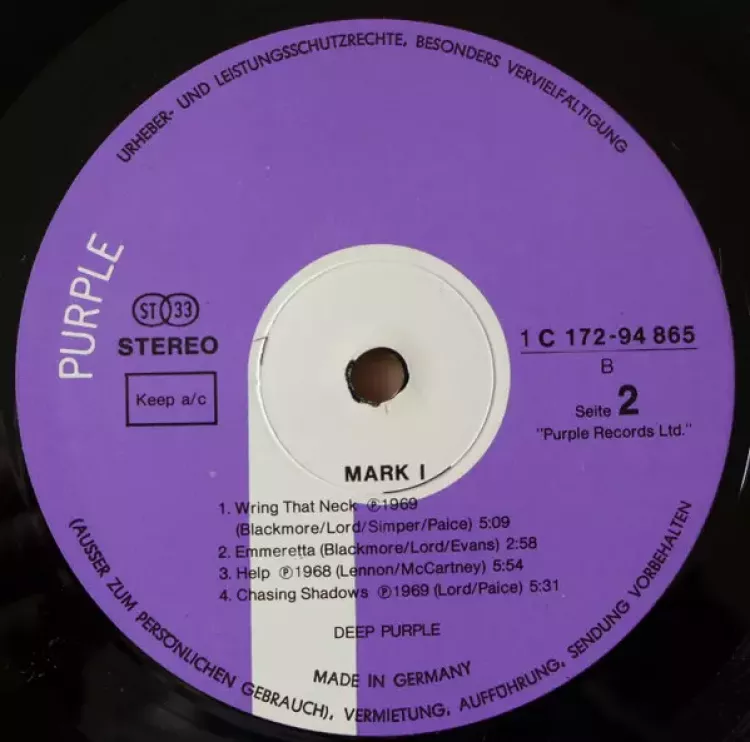 URHEBER- UND LEISTUNGSSCHUTZRECHTE, BESONDERS VERVIELFÄLTIGUNG
PURPLE
ST 33
STEREO
Keep a/c
1 C 172-94 865
B
Seite 2
"Purple Records Ltd."
MARK I
1. Wring That Neck ℗1969
(Blackmore/Lord/Simper/Paice) 5:09
2. Emmeretta (Blackmore/Lord/Evans) 2:58
3. Help ℗1968 (Lennon/McCartney) 5:54
4. Chasing Shadows ℗1969 (Lord/Paice) 5:31
DEEP PURPLE
MADE IN GERMANY
(AUSSER ZUM PERSÖNLICHEN GEBRAUCH), VERMIETUNG, AUFFÜHRUNG, SENDUNG VORBEHALTEN